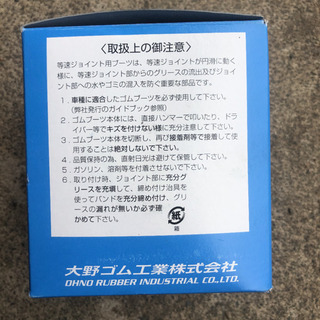 〈取扱上の御注意〉
等速ジョイント用ブーツは、等速ジョイントが円滑に動く
様に、等速ジョイント部からのグリースの流出及びジョイ
ント部への水やゴミの混入を防ぐ重要な部品です。
1．車種に適合したゴムブーツを必ず使用して下さい。
（弊社発行のガイドブック参照）
2．ゴムブーツ本体には、直接ハンマーで叩いたり、ドラ
イバー等でキズを付けない様に充分注意して下さい。
3．ゴムブーツ本体を切断し、再び接着剤等で接着して使
用することは絶対しないで下さい。
4．品質保持の為、直射日光は避けて保管して下さい。
5．ガソリン、溶剤等を付着させないで下さい。
6．取り付け時、ジョイント部に充分グ
リースを充填して、締め付け治具を
使ってバンドを充分締め付け、グリ
ースの漏れが無いか必ず確
かめて下さい。
紙
箱
大野ゴム工業株式会社
OHNO RUBBER INDUSTRIAL CO.,LTD.